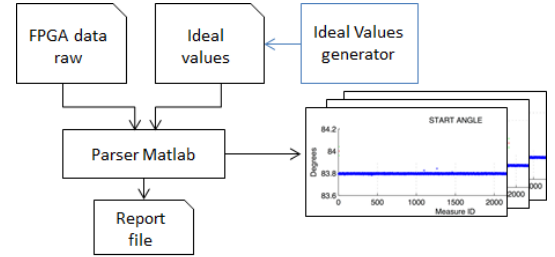 FPGA data
raw
Ideal
values
Ideal Values
generator
Parser Matlab
Report
file
START ANGLE
Degrees
84.2
84
83.8
83.6
0
500
1000
1500
2000
Measure ID
2000
2000